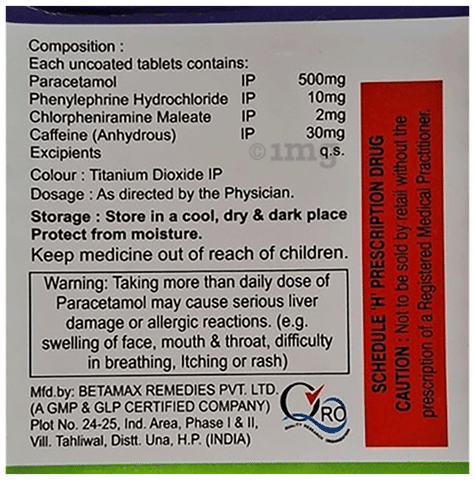 Composition :
Each uncoated tablets contains:
Paracetamol IP 500mg
Phenylephrine Hydrochloride IP 10mg
Chlorpheniramine Maleate IP 2mg
Caffeine (Anhydrous) IP 30mg
Excipients q.s.
©1mg
Colour : Titanium Dioxide IP
Dosage : As directed by the Physician.
Storage : Store in a cool, dry & dark place
Protect from moisture.
Keep medicine out of reach of children.
Warning: Taking more than daily dose of
Paracetamol may cause serious liver
damage or allergic reactions. (e.g.
swelling of face, mouth & throat, difficulty
in breathing, Itching or rash)
Mfd.by: BETAMAX REMEDIES PVT. LTD.
(A GMP & GLP CERTIFIED COMPANY)
Plot No. 24-25, Ind. Area, Phase I & II,
Vill. Tahliwal, Distt. Una, H.P. (INDIA)
QRO
SCHEDULE 'H' PRESCRIPTION DRUG
CAUTION : Not to be sold by retail without the
prescription of a Registered Medical Practitioner.